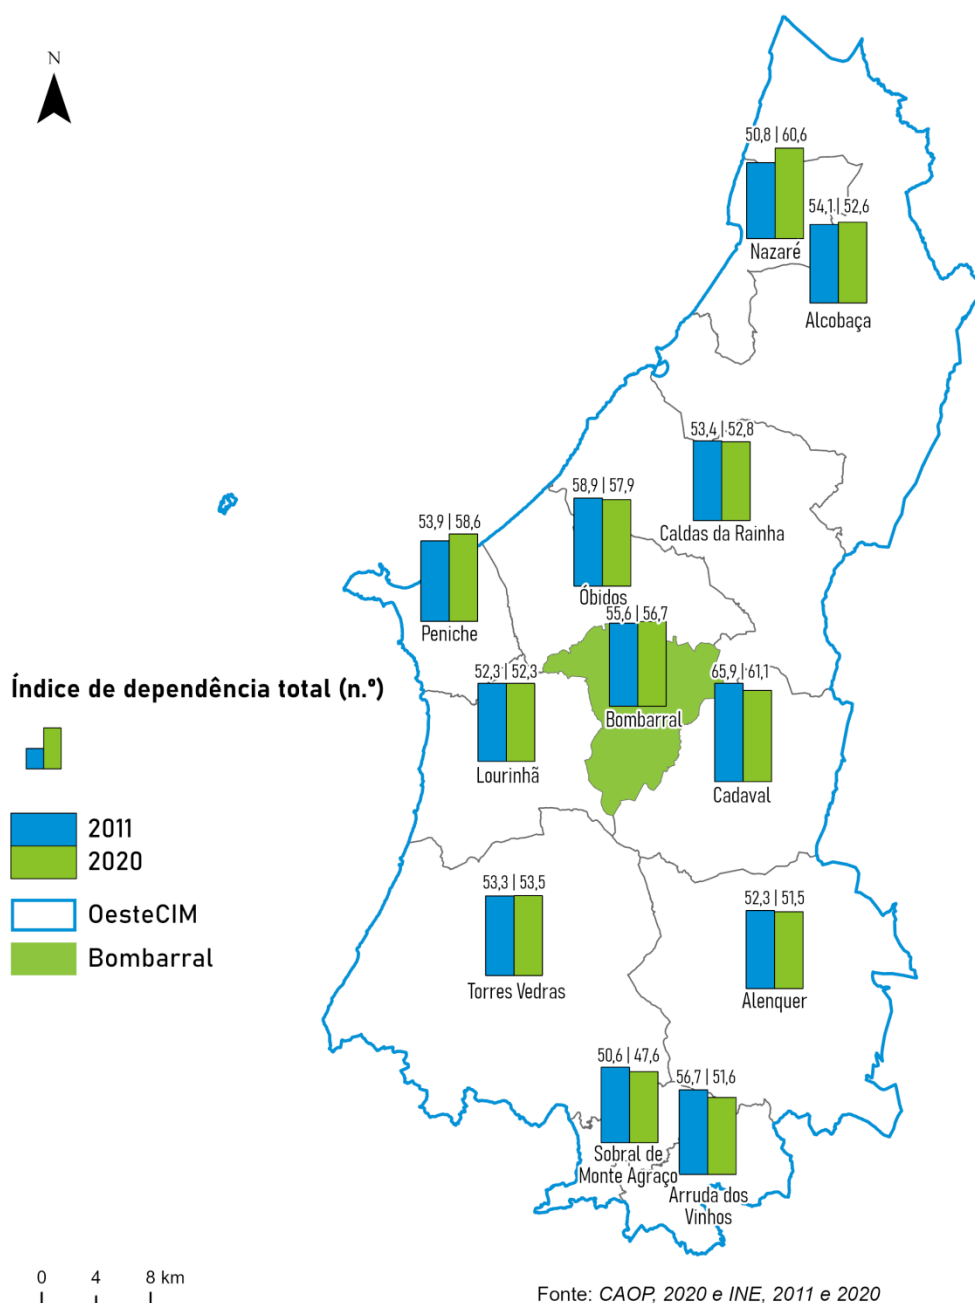 N
50,8 | 60,6
Nazaré
54,1 | 52,6
Alcobaça
53,4 | 52,8
Caldas da Rainha
58,9 | 57,9
Óbidos
53,9 | 58,6
Peniche
55,6 | 56,7
Bombarral
65,9 | 61,1
Cadaval
52,3 | 52,3
Lourinhã
Índice de dependência total (n.º)
2011
2020
OesteCIM
Bombarral
53,3 | 53,5
Torres Vedras
52,3 | 51,5
Alenquer
50,6 | 47,6
Sobral de
Monte Agraço
56,7 | 51,6
Arruda dos
Vinhos
0 4 8 km
Fonte: CAOP, 2020 e INE, 2011 e 2020